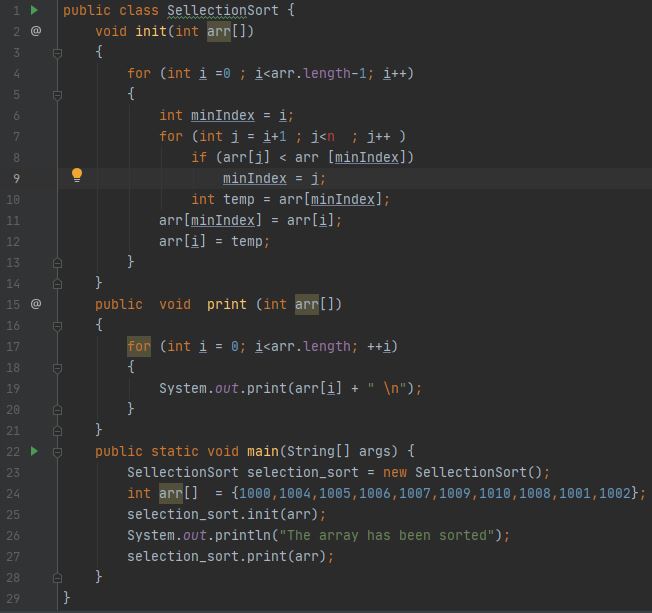 1 public class SellectionSort {
2 @ void init(int arr[])
3 {
4 for (int i =0 ; i<arr.length-1; i++)
5 {
6 int minIndex = i;
7 for (int j = i+1 ; j<n  ; j++ )
8 if (arr[j] < arr [minIndex])
9 minIndex = j;
10 int temp = arr[minIndex];
11 arr[minIndex] = arr[i];
12 arr[i] = temp;
13 }
14 }
15 @ public  void  print (int arr[])
16 {
17 for (int i = 0; i<arr.length; ++i)
18 {
19 System.out.print(arr[i] + " \n");
20 }
21 }
22 public static void main(String[] args) {
23 SellectionSort selection_sort = new SellectionSort();
24 int arr[]  = {1000,1004,1005,1006,1007,1009,1010,1008,1001,1002};
25 selection_sort.init(arr);
26 System.out.println("The array has been sorted");
27 selection_sort.print(arr);
28 }
29 }